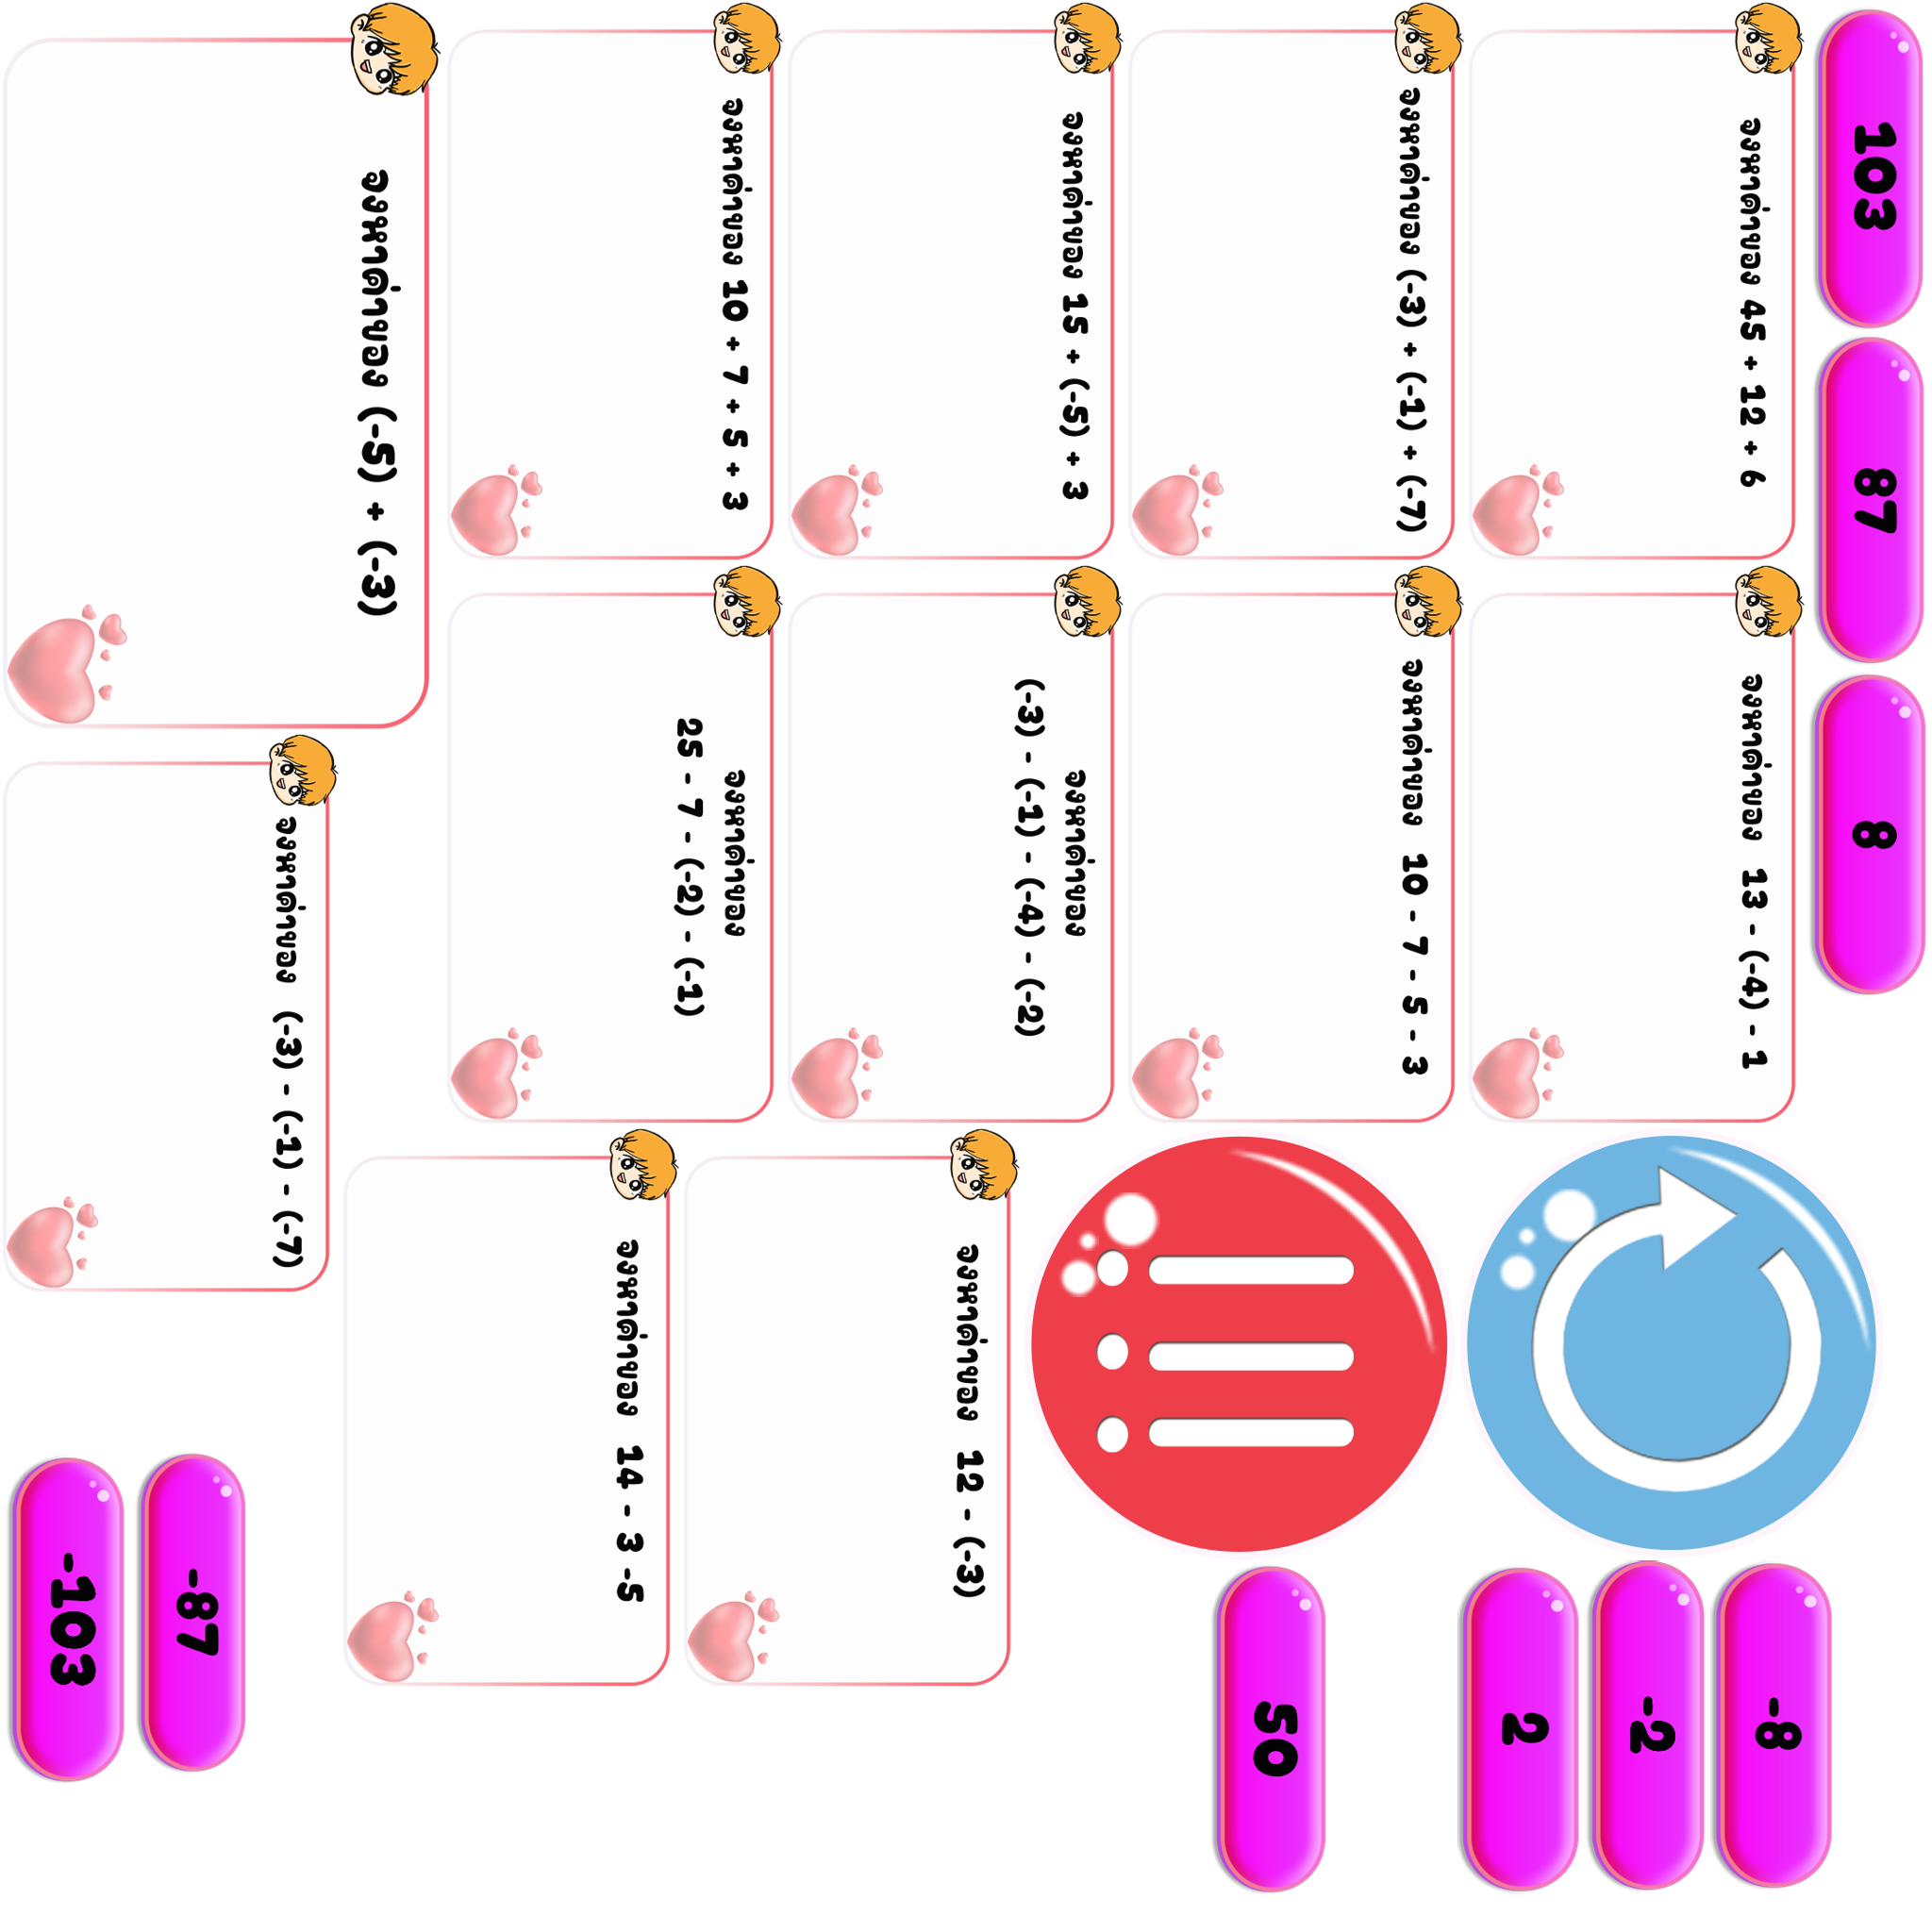 จงหาค่าของ (-5) + (-3)
จงหาค่าของ 10 + 7 + 5 + 3
จงหาค่าของ 15 + (-5) + 3
จงหาค่าของ (-3) + (-1) + (-7)
จงหาค่าของ 45 + 12 + 6
103
87
8
จงหาค่าของ (-3) - (-1) - (-7)
จงหาค่าของ
25 - 7 - (-2) - (-1)
จงหาค่าของ
(-3) - (-1) - (-4) - (-2)
จงหาค่าของ 10 - 7 - 5 - 3
จงหาค่าของ 13 - (-4) - 1
จงหาค่าของ 14 - 3 -5
จงหาค่าของ 12 - (-3)
-103
-87
50
2
-2
-8